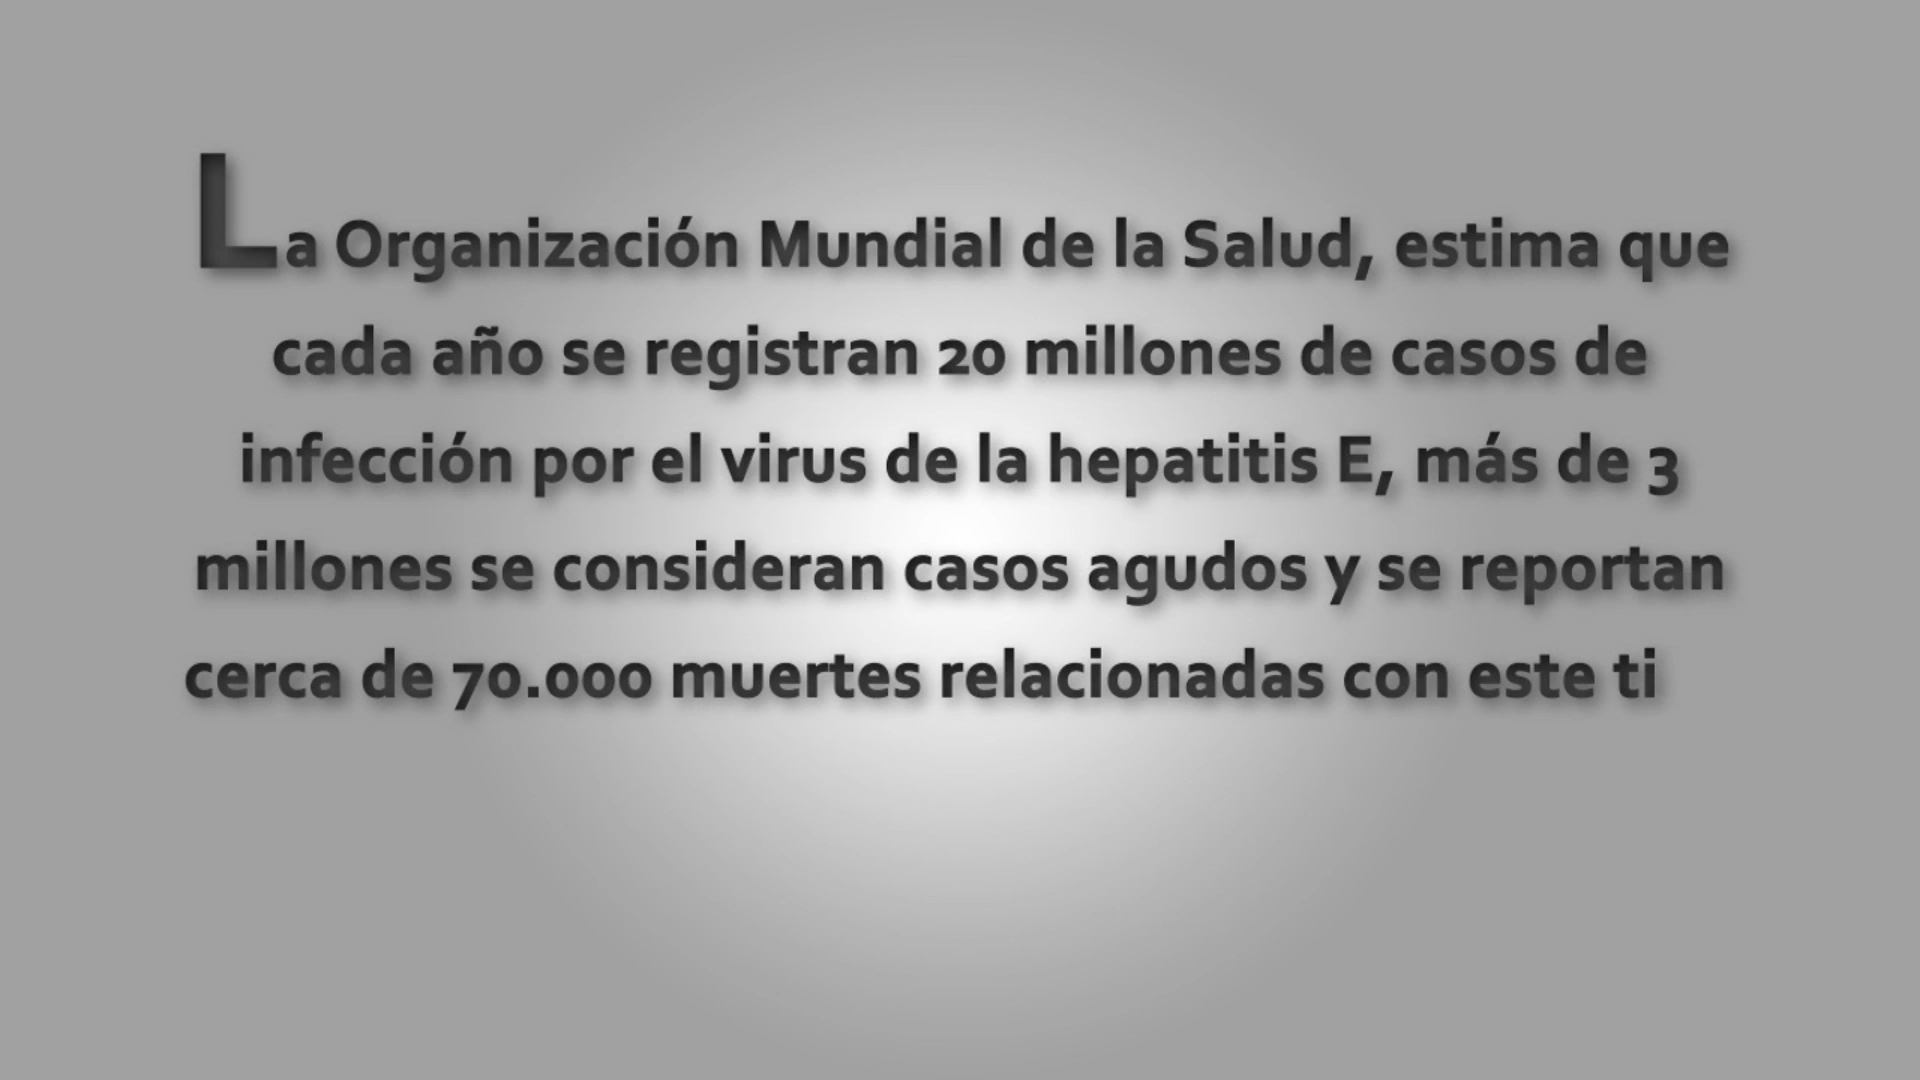 La Organización Mundial de la Salud, estima que
cada año se registran 20 millones de casos de
infección por el virus de la hepatitis E, más de 3
millones se consideran casos agudos y se reportan
cerca de 70.000 muertes relacionadas con este ti